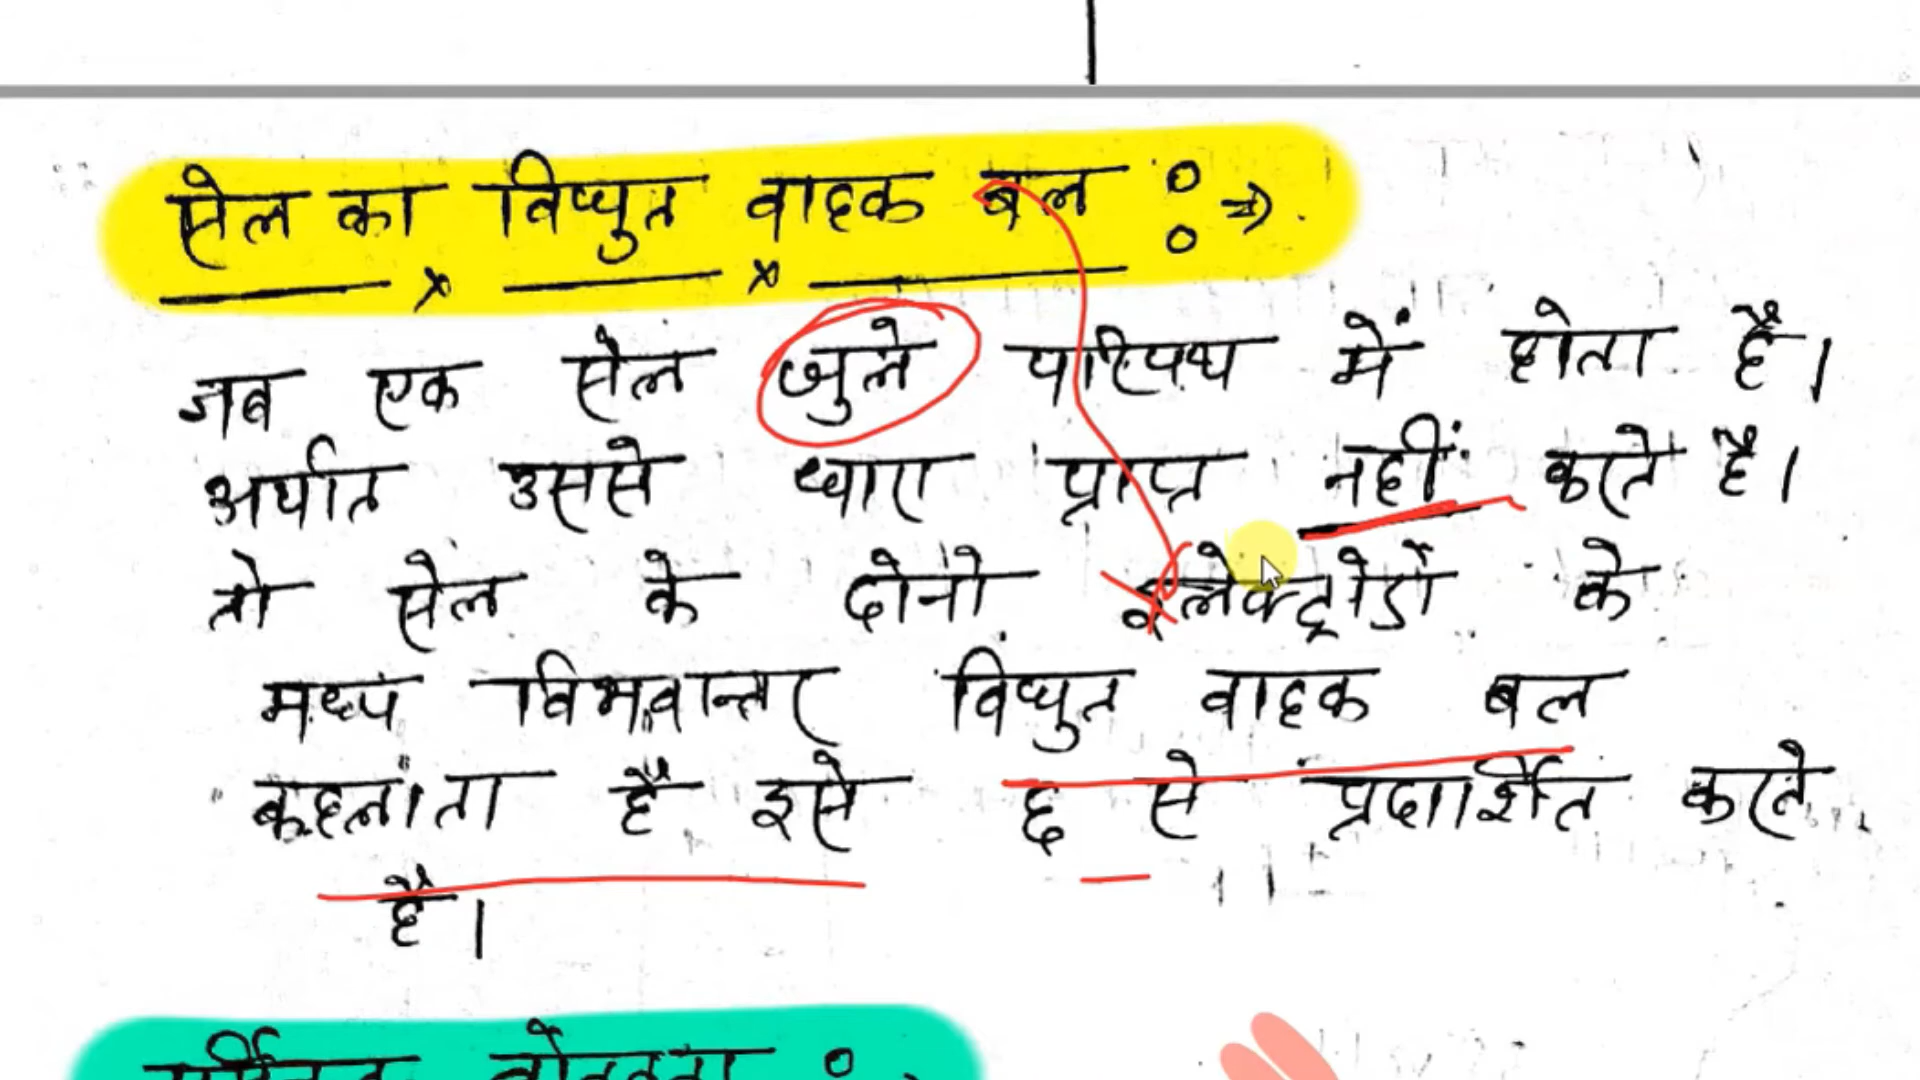 सेल का विधुत वाहक बल :⇒
जब एक सेल खुले परिपथ में होता है।
अर्थात उससे धारा प्राप्त नहीं करते है।
तो सेल के दोनो इलेक्ट्रोडों के
मध्य विभवान्तर विधुत वाहक बल
कहलाता है इसे E से प्रदर्शित करते
है।